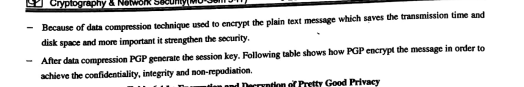 Cryptography & Network Security(MU-Sem 5-IT)
– Because of data compression technique used to encrypt the plain text message which saves the transmission time and
disk space and more important it strengthen the security.
– After data compression PGP generate the session key. Following table shows how PGP encrypt the message in order to
achieve the confidentiality, integrity and non-repudiation.
Encryption and Decryption of Pretty Good Privacy